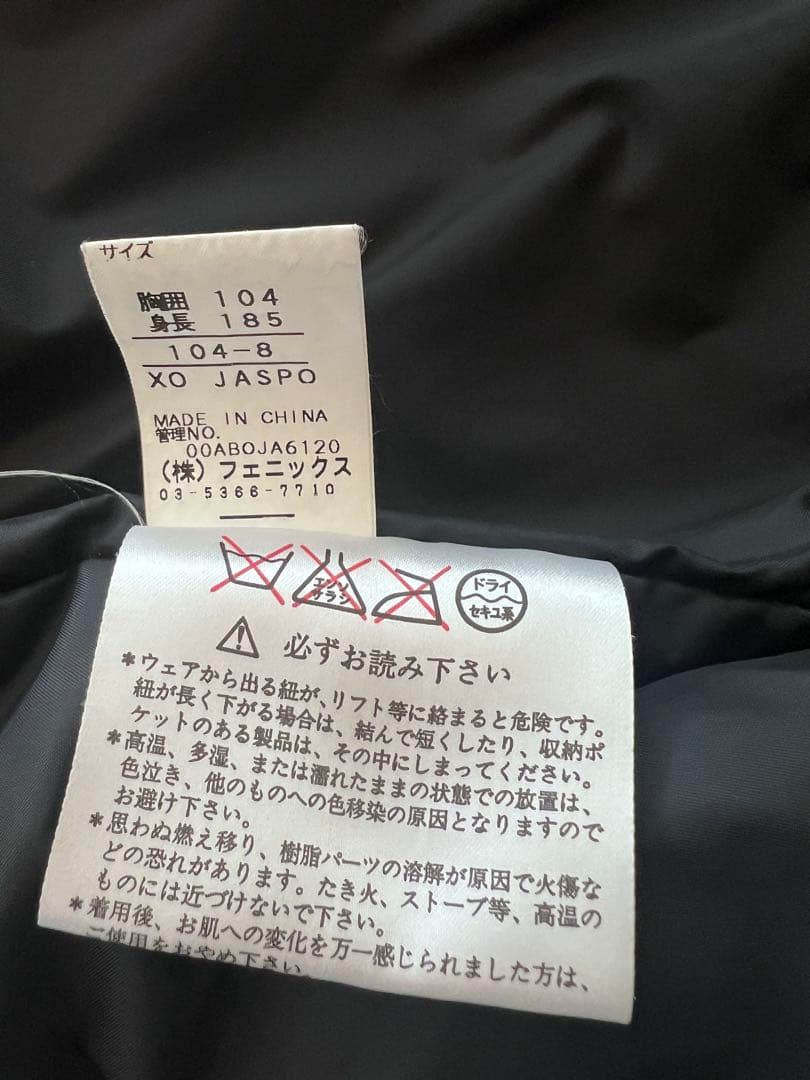 サイズ
胸囲 104
身長 185
104-8
XO JASPO
MADE IN CHINA
管理NO.
00ABOJA6120
(株)フェニックス
03-5366-7710
エンソ
サラシ
ドライ
セキユ系
必ずお読み下さい
*ウェアから出る紐が、リフト等に絡まると危険です。
紐が長く下がる場合は、結んで短くしたり、収納ポ
ケットのある製品は、その中にしまってください。
*高温、多湿、または濡れたままの状態での放置は、
色泣き、他のものへの色移染の原因となりますので
お避け下さい。
*思わぬ燃え移り、樹脂パーツの溶解が原因で火傷な
どの恐れがあります。たき火、ストーブ等、高温の
ものには近づけないで下さい。
*着用後、お肌への変化を万一感じられました方は、
ご使用をおやめ下さい。